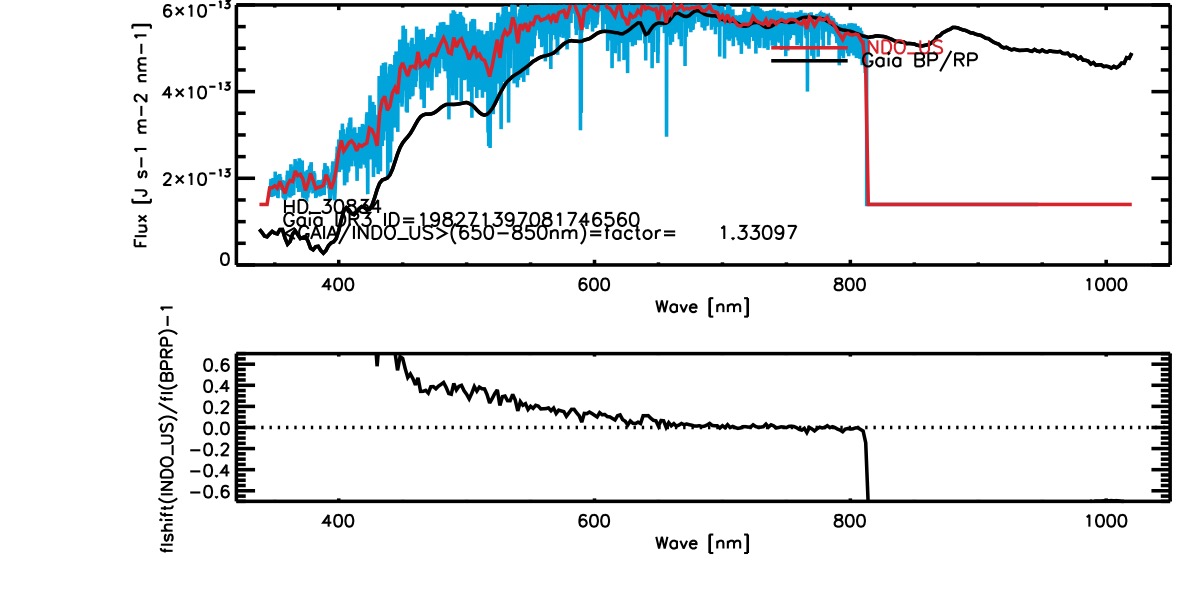 6×10−13
4×10−13
2×10−13
0
Flux [J s−1 m−2 nm−1]
INDO_US
Gaia BP/RP
HD_30834
Gaia DR3 ID=198271397081746560
<GAIA/INDO_US>(650−850nm)=factor= 1.33097
400 600 800 1000
Wave [nm]
flshift(INDO_US)/fl(BPRP)−1
0.6
0.4
0.2
0.0
−0.2
−0.4
−0.6
400 600 800 1000
Wave [nm]